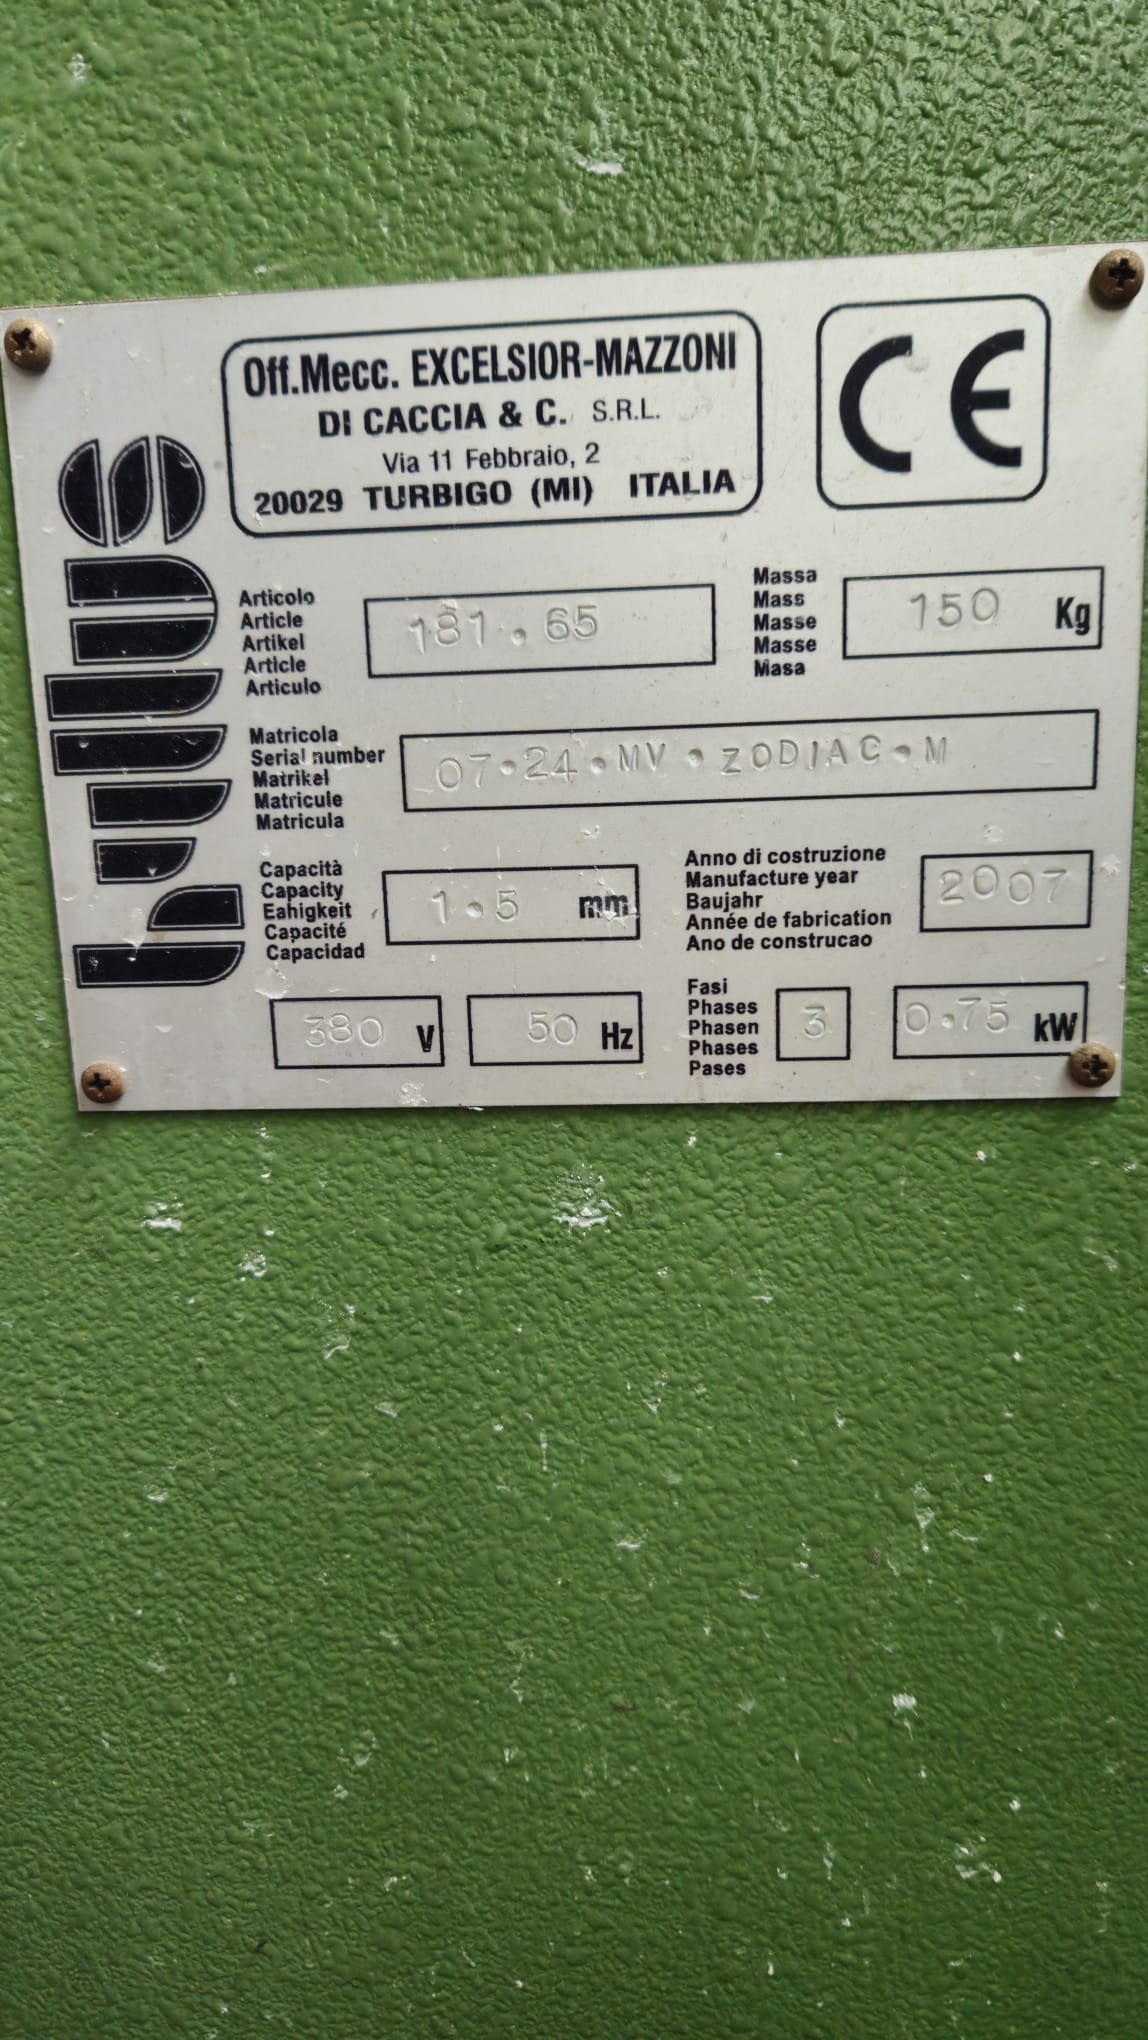 Off.Mecc. EXCELSIOR-MAZZONI
DI CACCIA & C. S.R.L.
Via 11 Febbraio, 2
20029 TURBIGO (MI) ITALIA
CE
Articolo
Article
Artikel
Article
Articulo
181.65
Massa
Mass
Masse
Masse
Masa
150 Kg
Matricola
Serial number
Matrikel
Matricule
Matricula
07.24.MV.ZODIAC.M
Capacità
Capacity
Eahigkeit
Capacité
Capacidad
1.5 mm
Anno di costruzione
Manufacture year
Baujahr
Année de fabrication
Ano de construcao
2007
380 V
50 Hz
Fasi
Phases
Phasen
Phases
Pases
3
0.75 kW